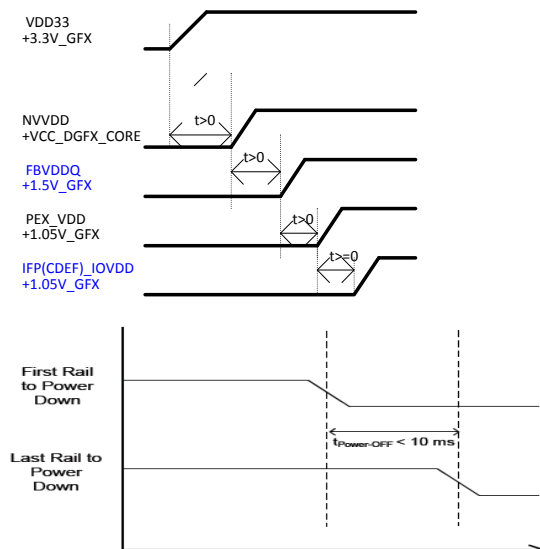 VDD33
+3.3V_GFX
t>0
NVVDD
+VCC_DGFX_CORE
t>0
FBVDDQ
+1.5V_GFX
t>0
PEX_VDD
+1.05V_GFX
t>=0
IFP(CDEF)_IOVDD
+1.05V_GFX
First Rail
to Power
Down
tPower-OFF < 10 ms
Last Rail to
Power
Down